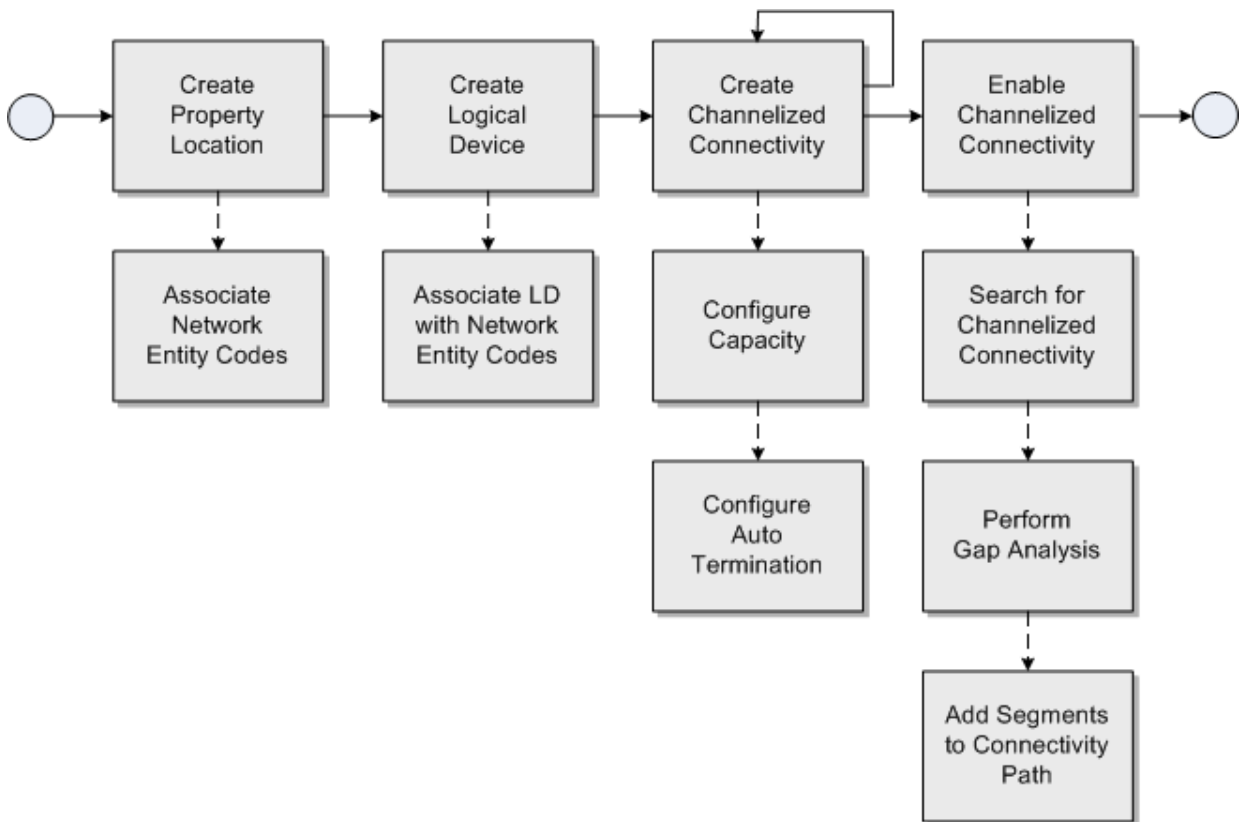 Create
Property
Location
Create
Logical
Device
Create
Channelized
Connectivity
Enable
Channelized
Connectivity
Associate
Network
Entity Codes
Associate LD
with Network
Entity Codes
Configure
Capacity
Search for
Channelized
Connectivity
Configure
Auto
Termination
Perform
Gap Analysis
Add Segments
to Connectivity
Path